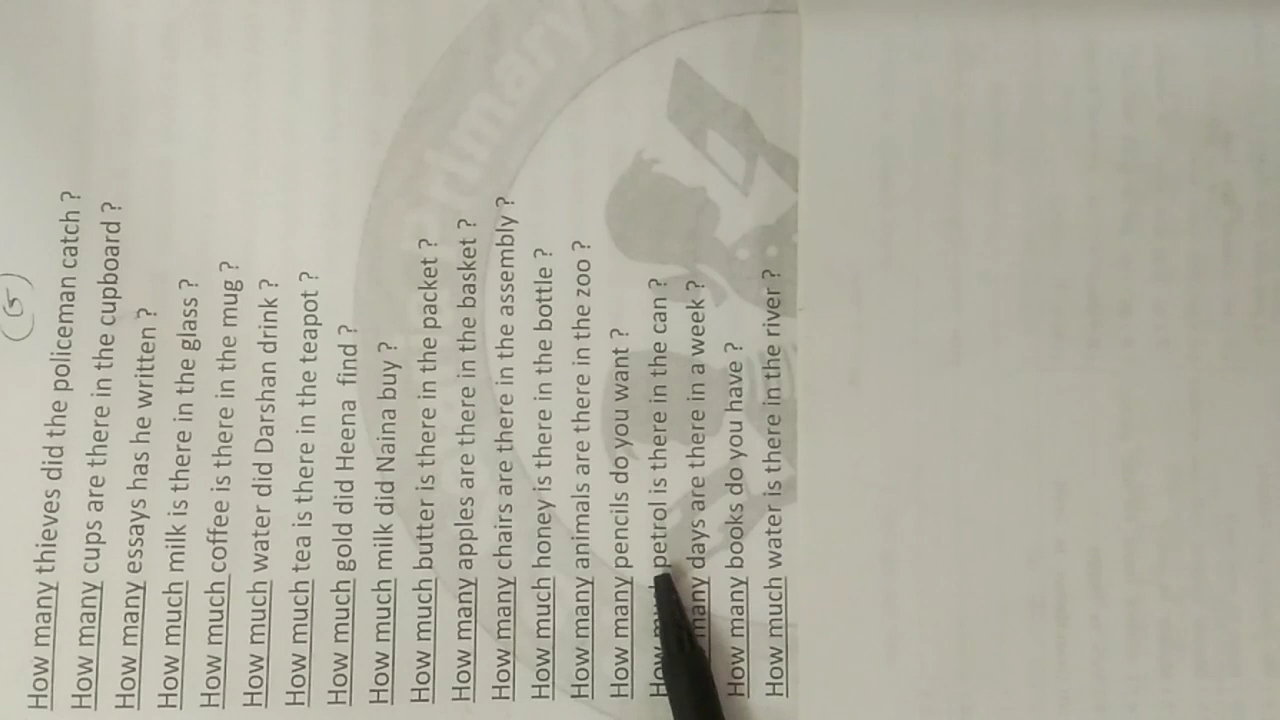 (5)
How many thieves did the policeman catch ?
How many cups are there in the cupboard ?
How many essays has he written ?
How much milk is there in the glass ?
How much coffee is there in the mug ?
How much water did Darshan drink ?
How much tea is there in the teapot ?
How much gold did Heena find ?
How much milk did Naina buy ?
How much butter is there in the packet ?
How many apples are there in the basket ?
How many chairs are there in the assembly ?
How much honey is there in the bottle ?
How many animals are there in the zoo ?
How many pencils do you want ?
How much petrol is there in the can ?
many days are there in a week ?
How many books do you have ?
How much water is there in the river ?
Primary